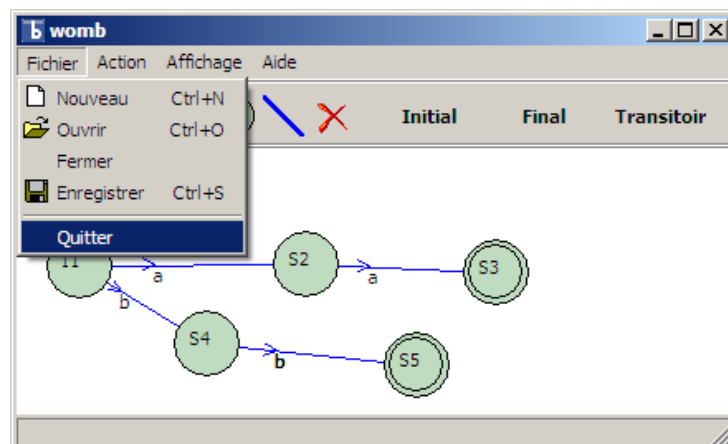 womb
Fichier Action Affichage Aide
Nouveau Ctrl+N
Ouvrir Ctrl+O
Fermer
Enregistrer Ctrl+S
Quitter
Initial Final Transitoir
S2
S3
a
a
b
S4
b
S5